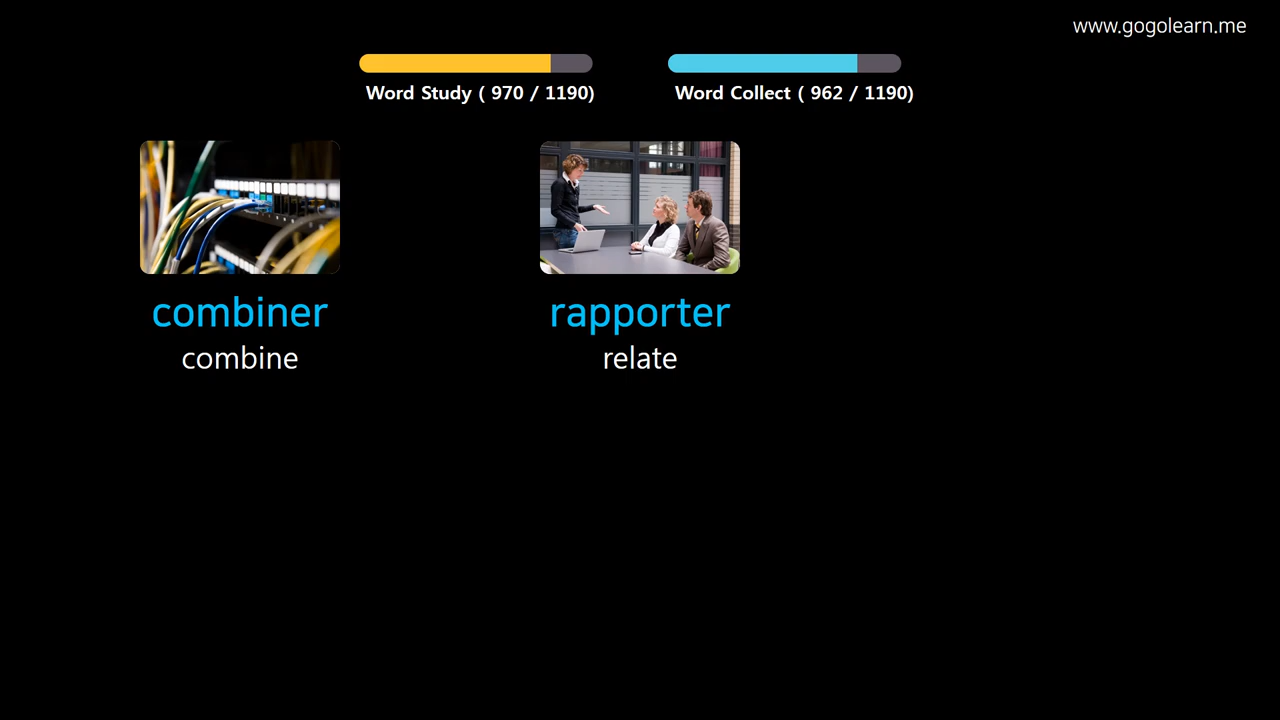 www.gogolearn.me
Word Study ( 970 / 1190)
Word Collect ( 962 / 1190)
combiner
combine
rapporter
relate